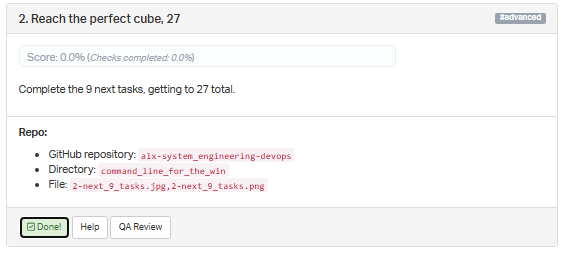 2. Reach the perfect cube, 27
#advanced
Score: 0.0% (Checks completed: 0.0%)
Complete the 9 next tasks, getting to 27 total.
Repo:
GitHub repository: alx-system_engineering-devops
Directory: command_line_for_the_win
File: 2-next_9_tasks.jpg,2-next_9_tasks.png
Done! Help QA Review